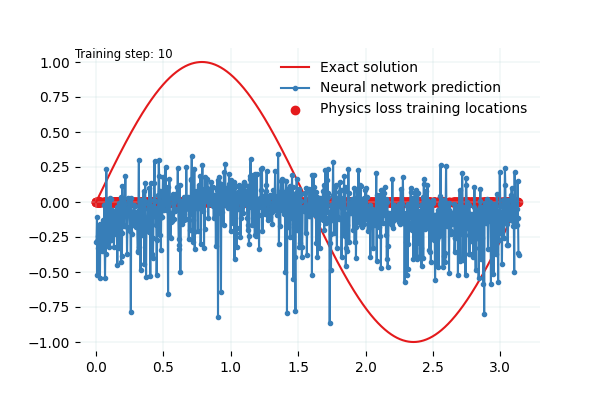 Training step: 10
Exact solution
Neural network prediction
Physics loss training locations
1.00
0.75
0.50
0.25
0.00
−0.25
−0.50
−0.75
−1.00
0.0 0.5 1.0 1.5 2.0 2.5 3.0